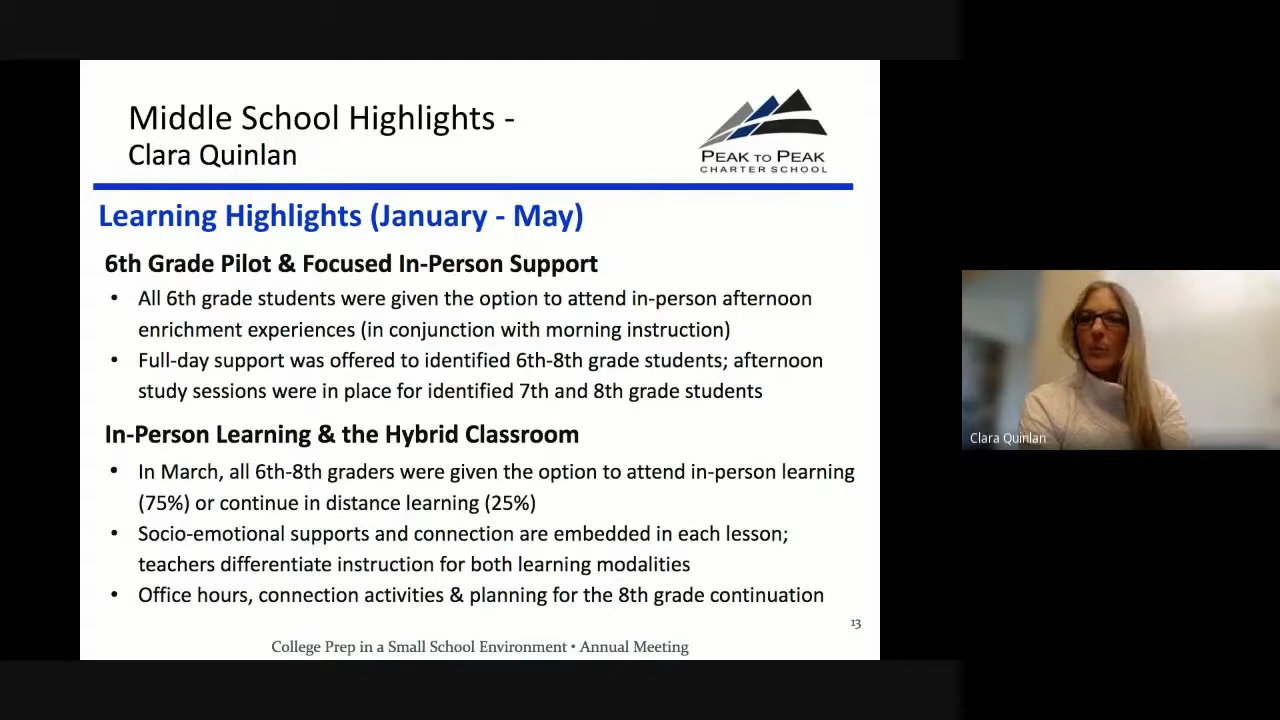 Middle School Highlights -
Clara Quinlan
PEAK TO PEAK
CHARTER SCHOOL
Learning Highlights (January - May)
6th Grade Pilot & Focused In-Person Support
• All 6th grade students were given the option to attend in-person afternoon
enrichment experiences (in conjunction with morning instruction)
• Full-day support was offered to identified 6th-8th grade students; afternoon
study sessions were in place for identified 7th and 8th grade students
In-Person Learning & the Hybrid Classroom
• In March, all 6th-8th graders were given the option to attend in-person learning
(75%) or continue in distance learning (25%)
• Socio-emotional supports and connection are embedded in each lesson;
teachers differentiate instruction for both learning modalities
• Office hours, connection activities & planning for the 8th grade continuation
13
College Prep in a Small School Environment • Annual Meeting
Clara Quinlan